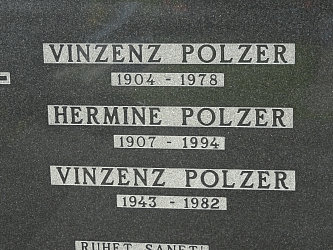 VINZENZ POLZER
1904 - 1978
HERMINE POLZER
1907 - 1994
VINZENZ POLZER
1943 - 1982
RUHET SANFT!